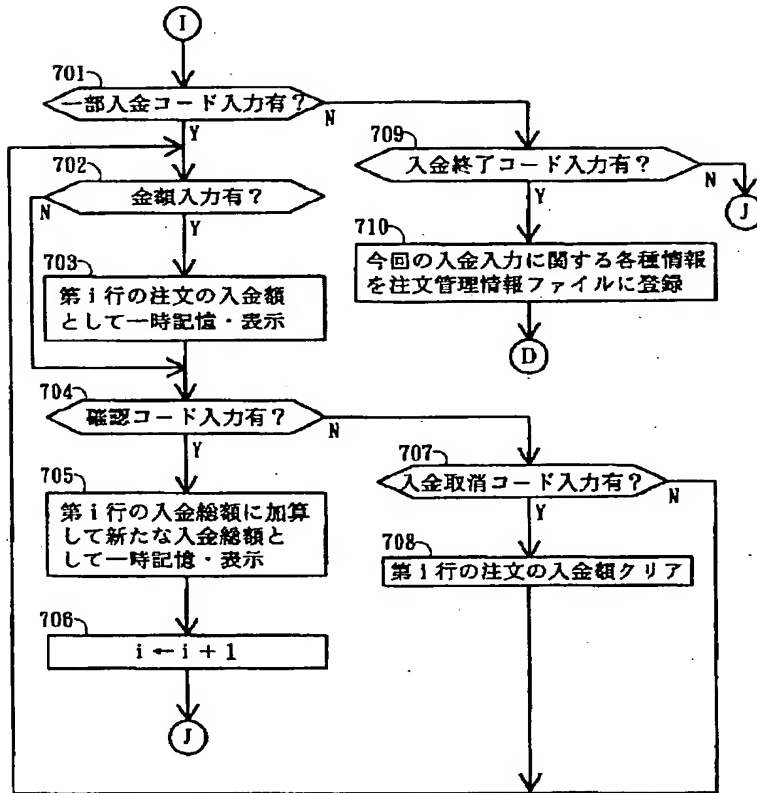 I
701
一部入金コード入力有?
N
Y
709
入金終了コード入力有?
N
Y
J
702
金額入力有?
N
Y
710
今回の入金入力に関する各種情報
を注文管理情報ファイルに登録
D
703
第i行の注文の入金額
として一時記憶・表示
704
確認コード入力有?
N
Y
707
入金取消コード入力有?
N
Y
705
第i行の入金総額に加算
して新たな入金総額と
して一時記憶・表示
708
第i行の注文の入金額クリア
706
i←i+1
J